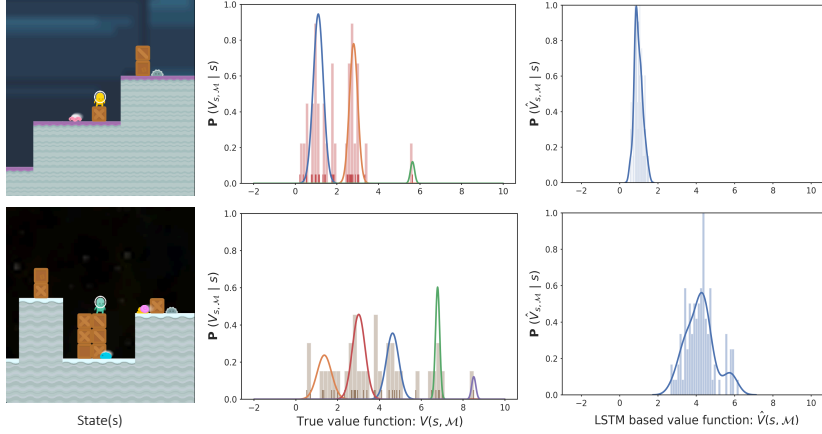 1.0
0.8
0.6
0.4
0.2
0.0
−2 0 2 4 6 8 10
P (V_{s,ℳ} | s)
1.0
0.8
0.6
0.4
0.2
0.0
−2 0 2 4 6 8 10
P (V̂_{s,ℳ} | s)
1.0
0.8
0.6
0.4
0.2
0.0
−2 0 2 4 6 8 10
P (V_{s,ℳ} | s)
1.0
0.8
0.6
0.4
0.2
0.0
−2 0 2 4 6 8 10
P (V̂_{s,ℳ} | s)
State(s)
True value function: V(s, ℳ)
LSTM based value function: V̂(s, ℳ)